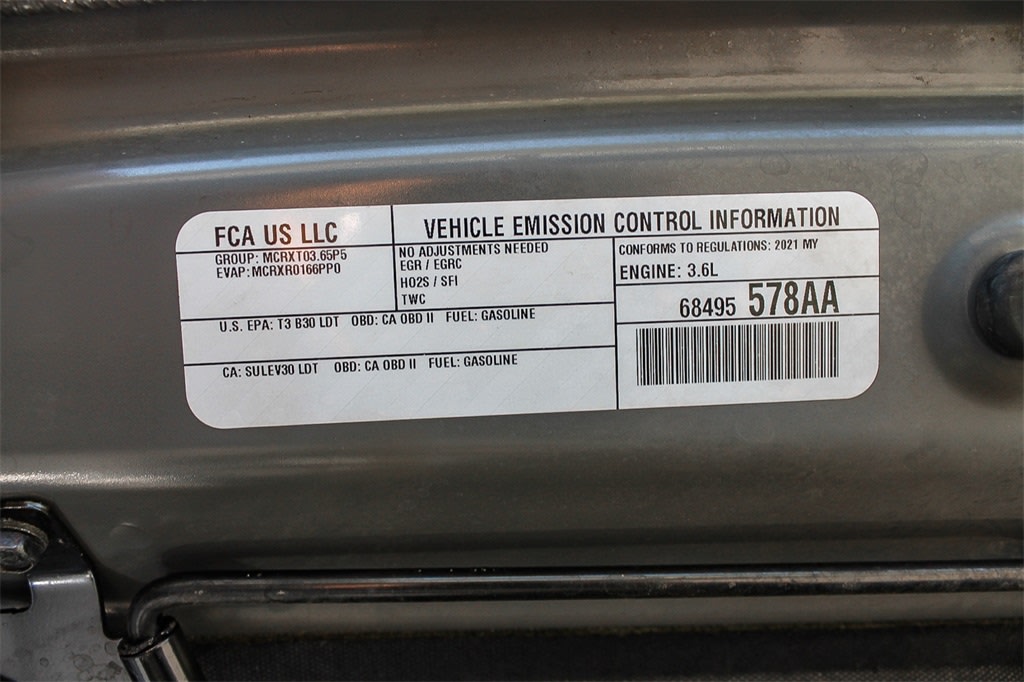 FCA US LLC
GROUP: MCRXT03.65P5
EVAP: MCRXR0166PP0
VEHICLE EMISSION CONTROL INFORMATION
NO ADJUSTMENTS NEEDED
EGR / EGRC
HO2S / SFI
TWC
CONFORMS TO REGULATIONS: 2021 MY
ENGINE: 3.6L
68495 578AA
U.S. EPA: T3 B30 LDT OBD: CA OBD II FUEL: GASOLINE
CA: SULEV30 LDT OBD: CA OBD II FUEL: GASOLINE